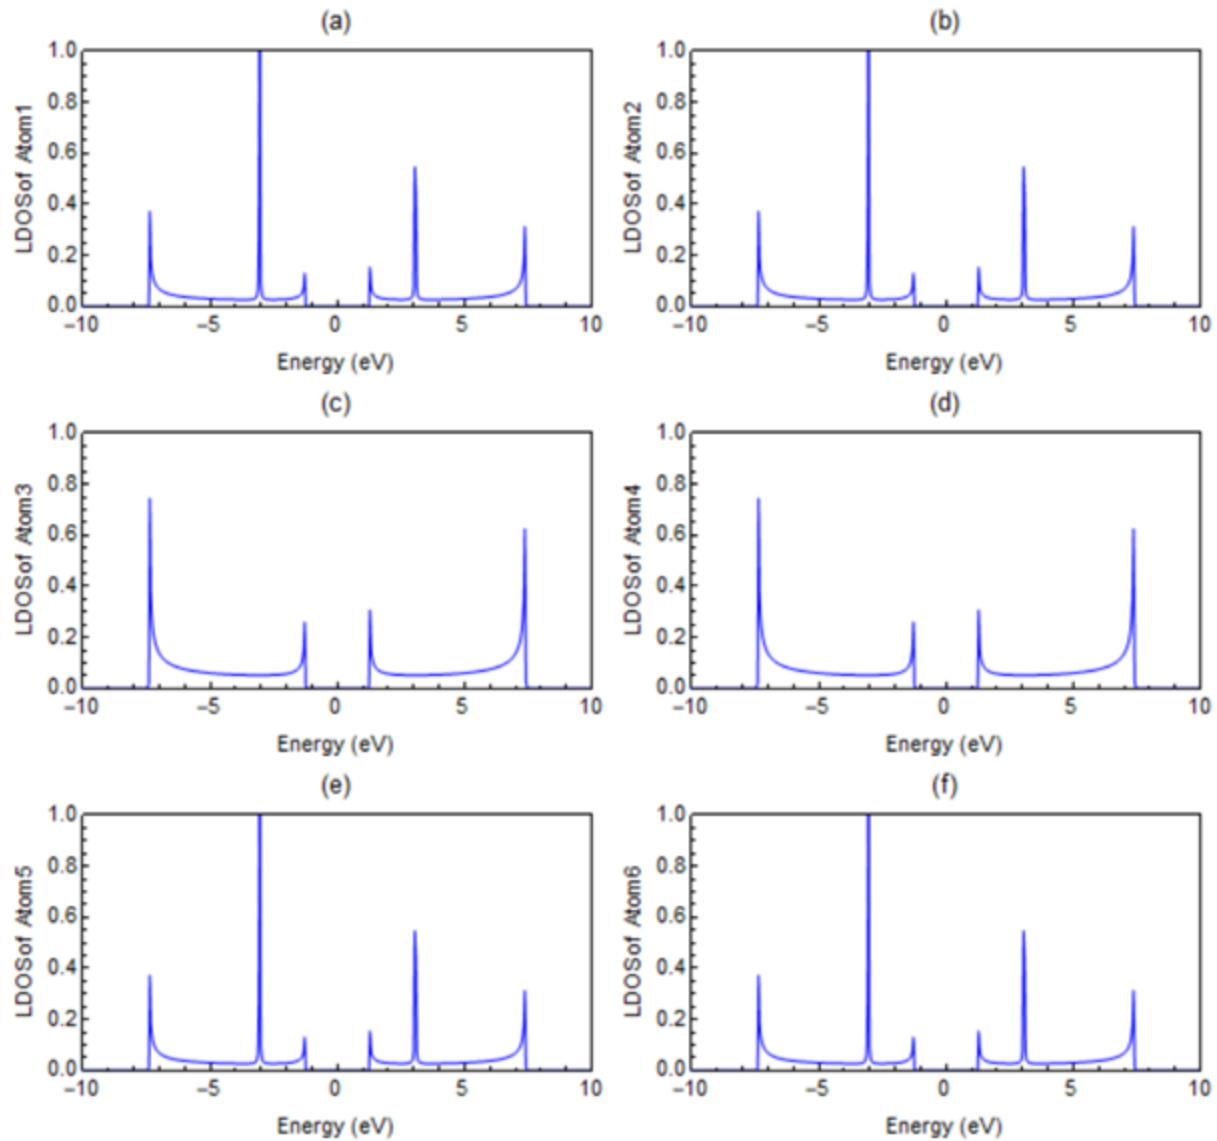 (a)
1.0
0.8
0.6
0.4
0.2
0.0
LDOSof Atom1
−10 −5 0 5 10
Energy (eV)
(b)
1.0
0.8
0.6
0.4
0.2
0.0
LDOSof Atom2
−10 −5 0 5 10
Energy (eV)
(c)
1.0
0.8
0.6
0.4
0.2
0.0
LDOSof Atom3
−10 −5 0 5 10
Energy (eV)
(d)
1.0
0.8
0.6
0.4
0.2
0.0
LDOSof Atom4
−10 −5 0 5 10
Energy (eV)
(e)
1.0
0.8
0.6
0.4
0.2
0.0
LDOSof Atom5
−10 −5 0 5 10
Energy (eV)
(f)
1.0
0.8
0.6
0.4
0.2
0.0
LDOSof Atom6
−10 −5 0 5 10
Energy (eV)